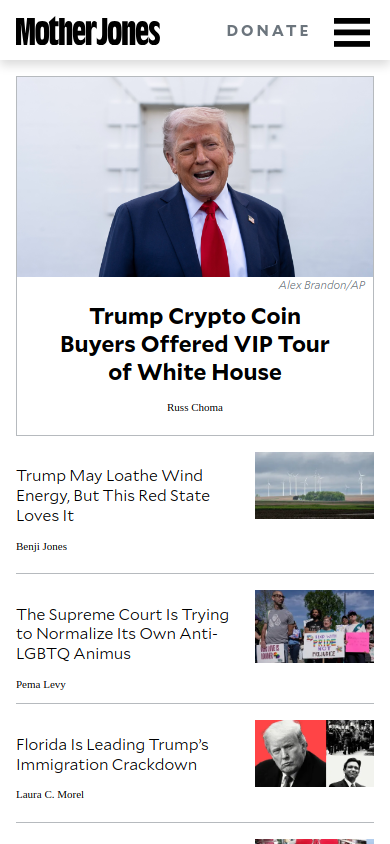 Mother Jones
DONATE
Alex Brandon/AP
Trump Crypto Coin
Buyers Offered VIP Tour
of White House
Russ Choma
Trump May Loathe Wind
Energy, But This Red State
Loves It
Benji Jones
The Supreme Court Is Trying
to Normalize Its Own Anti-
LGBTQ Animus
PRIDE
Pema Levy
Florida Is Leading Trump’s
Immigration Crackdown
Laura C. Morel